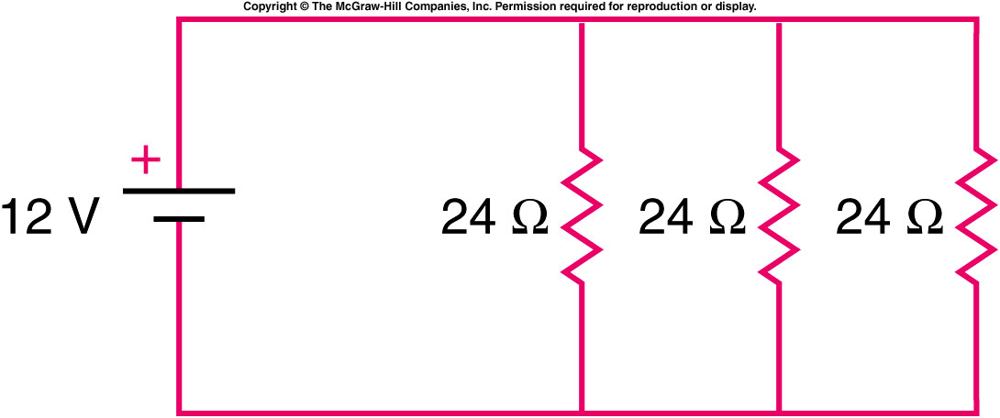 Copyright © The McGraw-Hill Companies, Inc. Permission required for reproduction or display.
+
12 V 24 Ω 24 Ω 24 Ω